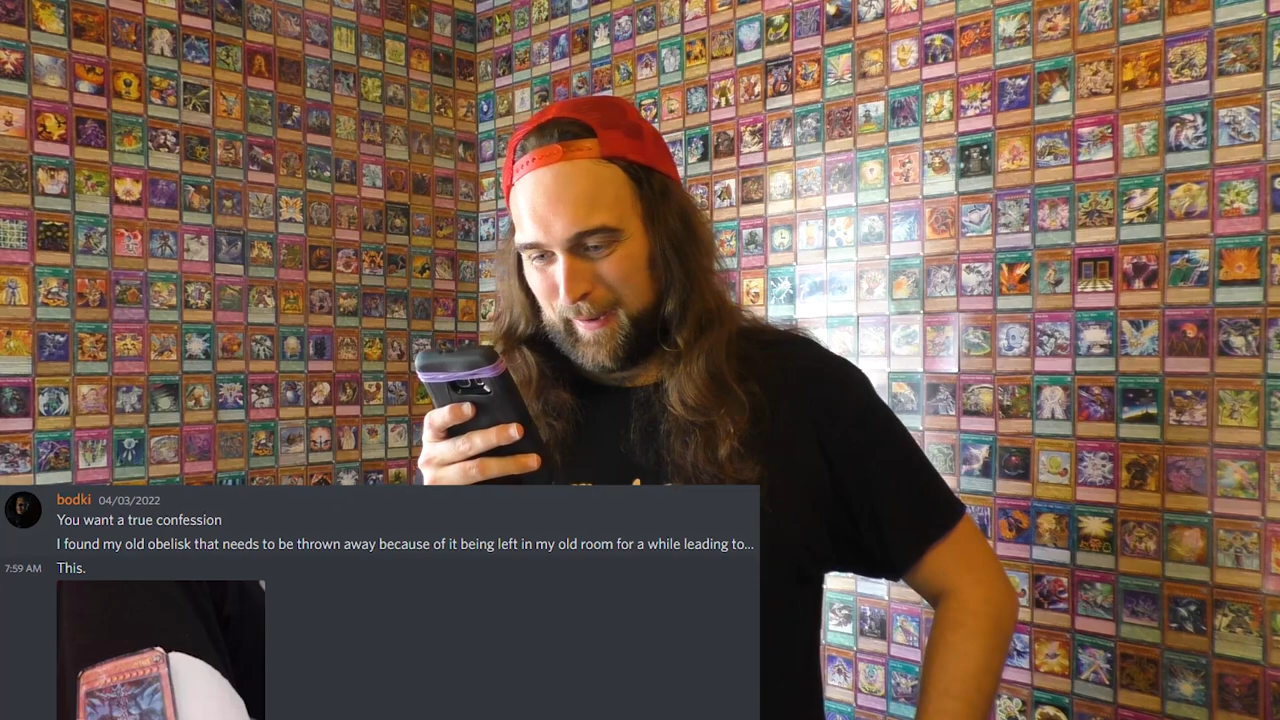 bodki 04/03/2022
You want a true confession
I found my old obelisk that needs to be thrown away because of it being left in my old room for a while leading to...
7:59 AM This.